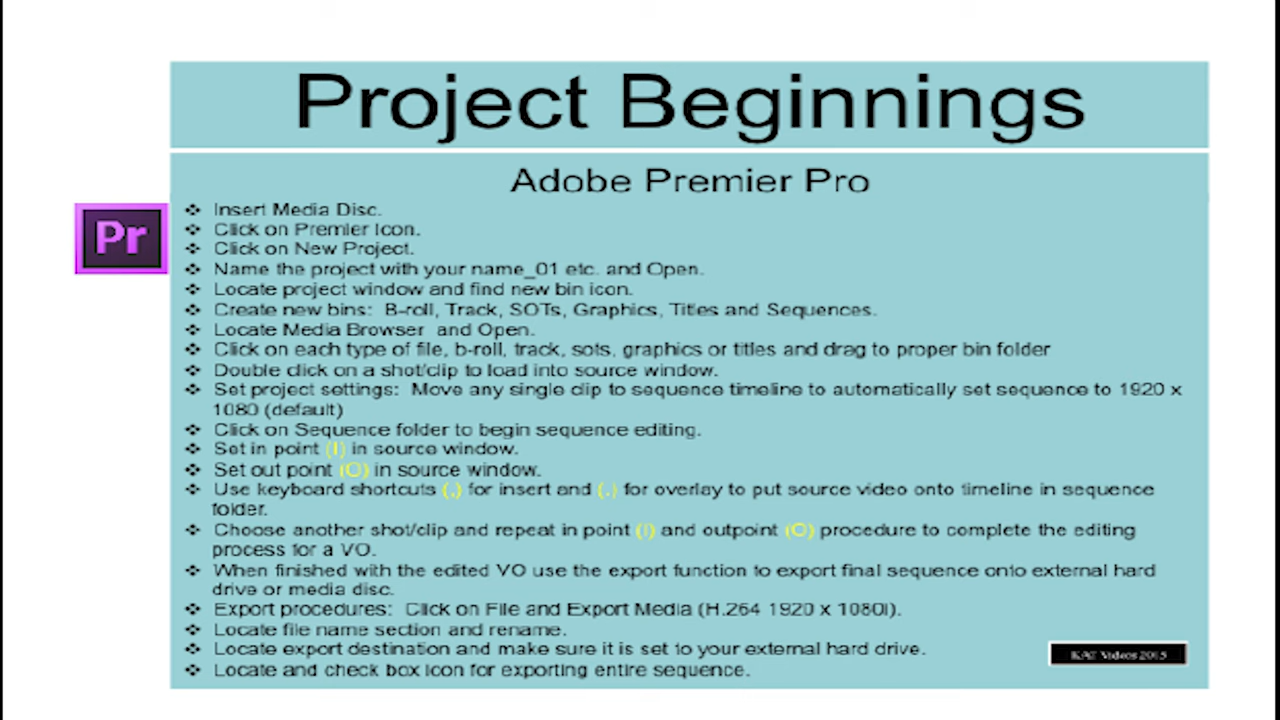 Project Beginnings
Adobe Premier Pro
Pr
❖ Insert Media Disc.
❖ Click on Premier Icon.
❖ Click on New Project.
❖ Name the project with your name_01 etc. and Open.
❖ Locate project window and find new bin icon.
❖ Create new bins:  B-roll, Track, SOTs, Graphics, Titles and Sequences.
❖ Locate Media Browser  and Open.
❖ Click on each type of file, b-roll, track, sots, graphics or titles and drag to proper bin folder
❖ Double click on a shot/clip to load into source window.
❖ Set project settings:  Move any single clip to sequence timeline to automatically set sequence to 1920 x
1080 (default)
❖ Click on Sequence folder to begin sequence editing.
❖ Set in point (I) in source window.
❖ Set out point (O) in source window.
❖ Use keyboard shortcuts (,) for insert and (.) for overlay to put source video onto timeline in sequence
folder.
❖ Choose another shot/clip and repeat in point (I) and outpoint (O) procedure to complete the editing
process for a VO.
❖ When finished with the edited VO use the export function to export final sequence onto external hard
drive or media disc.
❖ Export procedures:  Click on File and Export Media (H.264 1920 x 1080I).
❖ Locate file name section and rename.
❖ Locate export destination and make sure it is set to your external hard drive.
❖ Locate and check box icon for exporting entire sequence.
Videos 2015